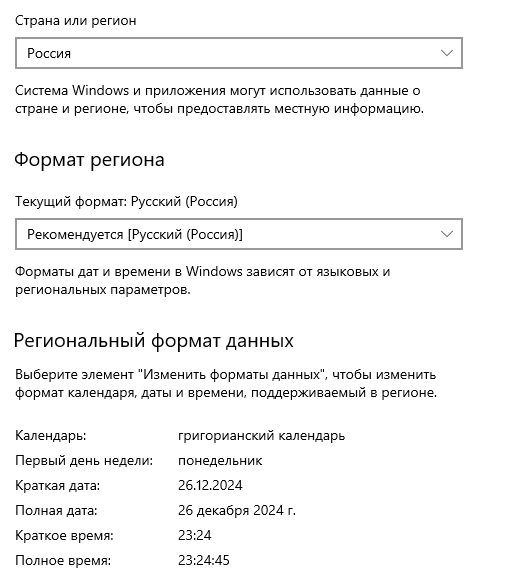 Страна или регион
Россия
Система Windows и приложения могут использовать данные о
стране и регионе, чтобы предоставлять местную информацию.
Формат региона
Текущий формат: Русский (Россия)
Рекомендуется [Русский (Россия)]
Форматы дат и времени в Windows зависят от языковых и
региональных параметров.
Региональный формат данных
Выберите элемент "Изменить форматы данных", чтобы изменить
формат календаря, даты и времени, поддерживаемый в регионе.
Календарь: григорианский календарь
Первый день недели: понедельник
Краткая дата: 26.12.2024
Полная дата: 26 декабря 2024 г.
Краткое время: 23:24
Полное время: 23:24:45